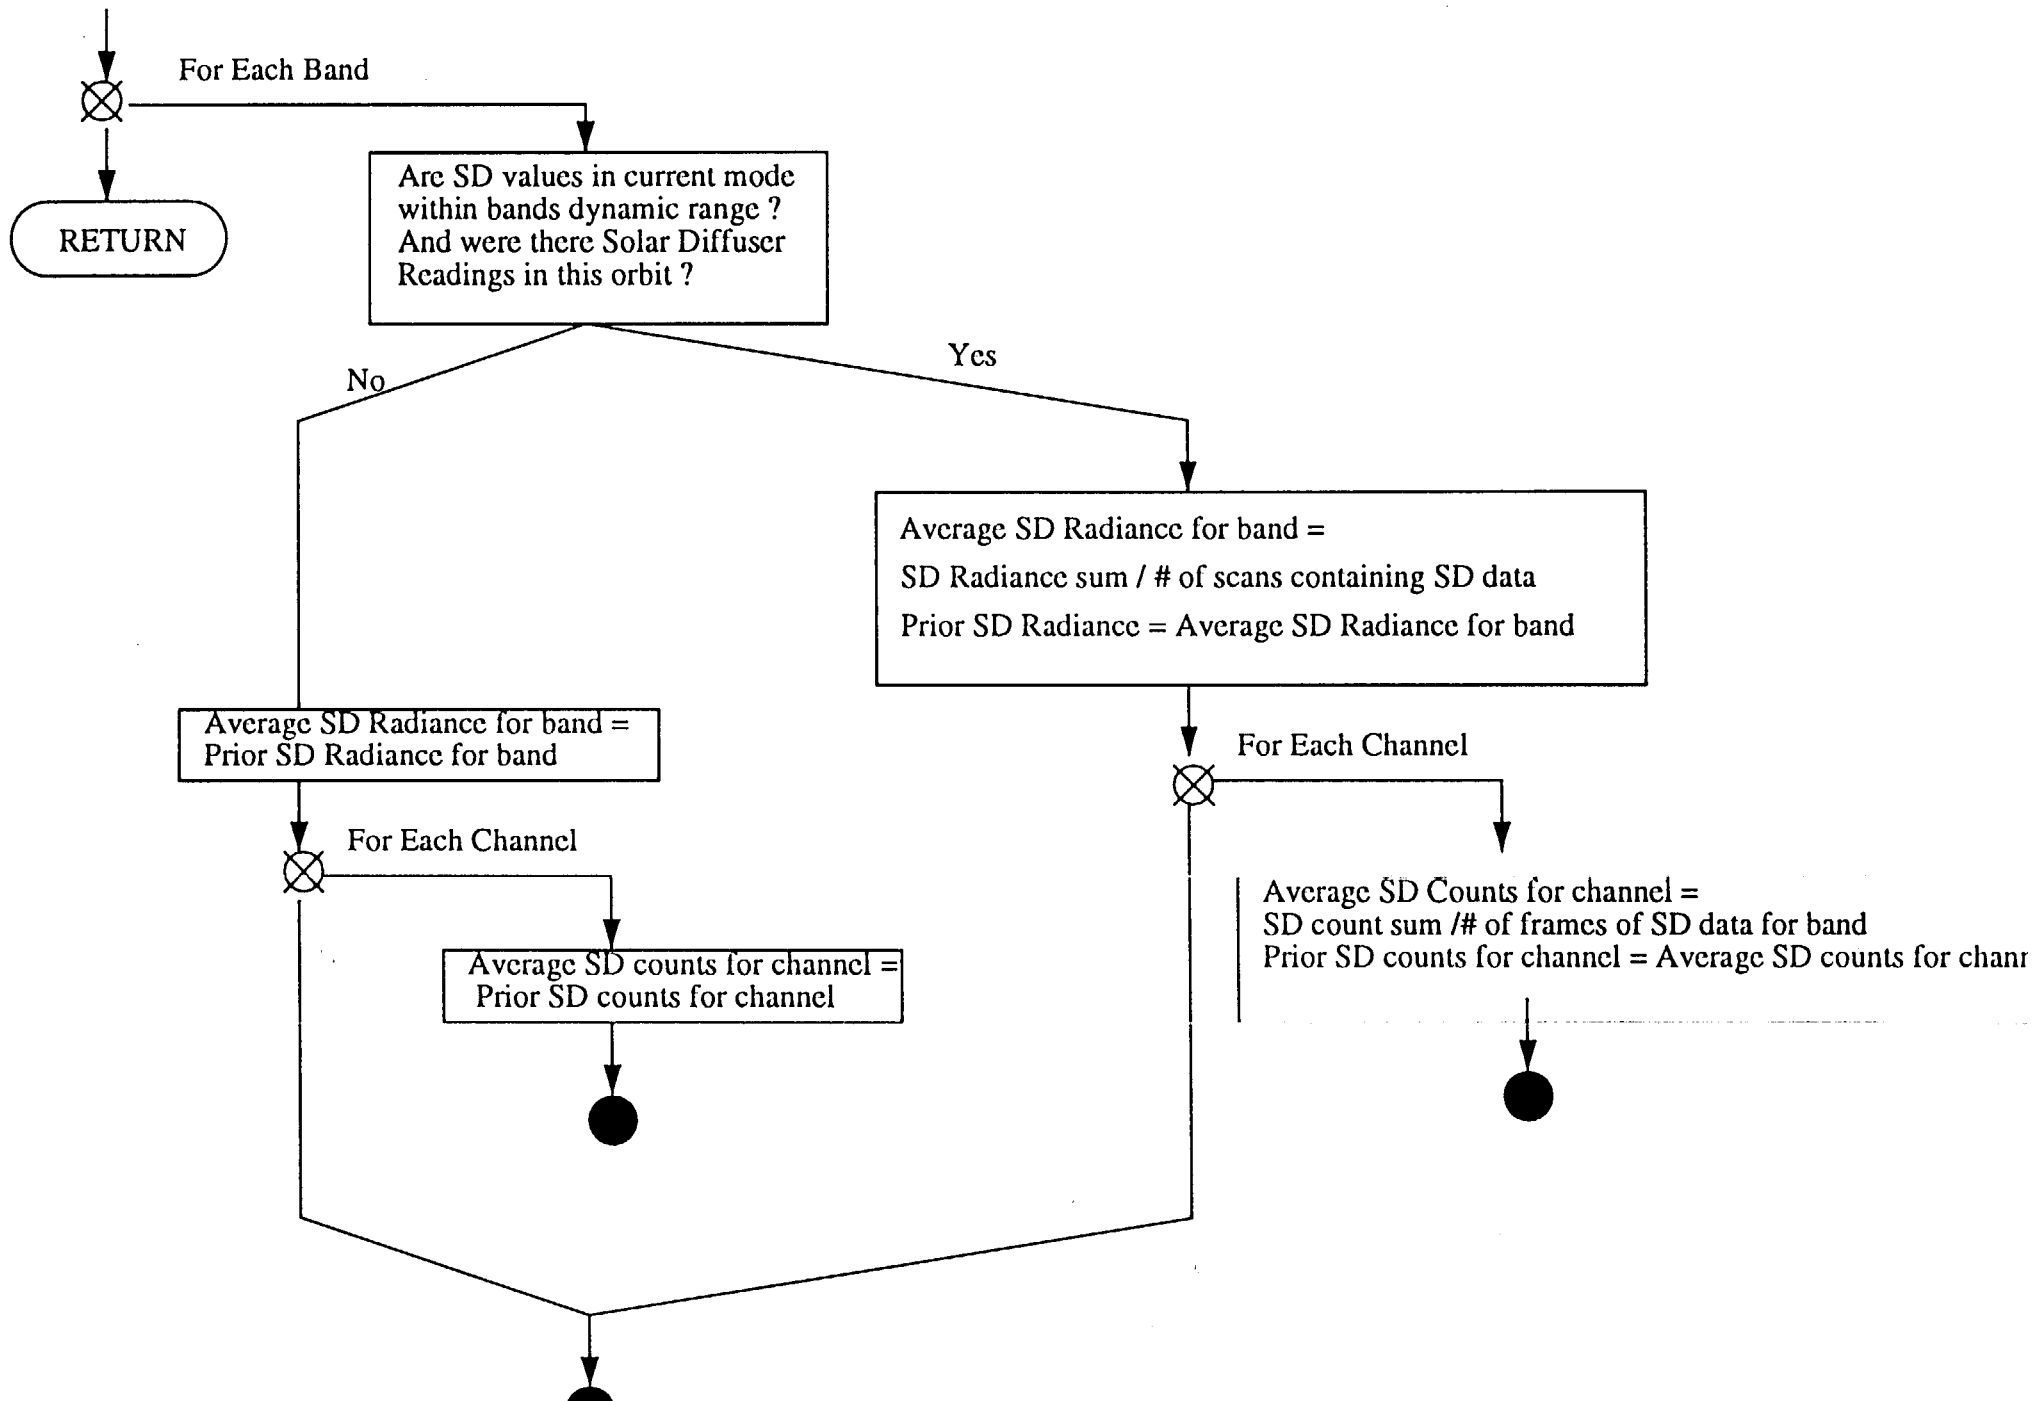 For Each Band
Are SD values in current mode
within bands dynamic range ?
And were there Solar Diffuser
Readings in this orbit ?
RETURN
No
Yes
Average SD Radiance for band =
SD Radiance sum / # of scans containing SD data
Prior SD Radiance = Average SD Radiance for band
Average SD Radiance for band =
Prior SD Radiance for band
For Each Channel
For Each Channel
Average SD counts for channel =
Prior SD counts for channel
Average SD Counts for channel =
SD count sum /# of frames of SD data for band
Prior SD counts for channel = Average SD counts for chann